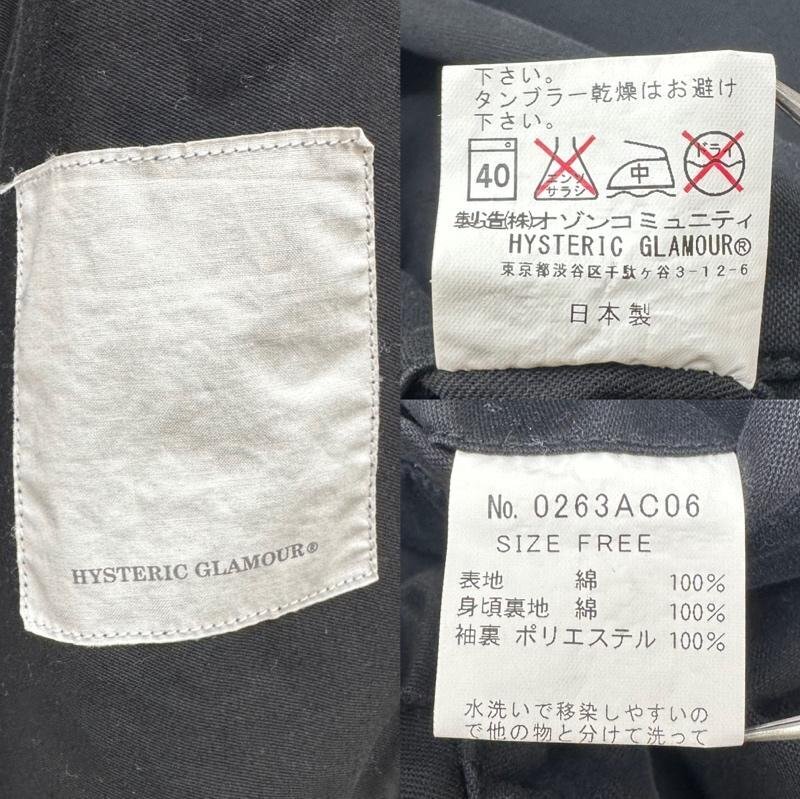 HYSTERIC GLAMOUR®
下さい。
タンブラー乾燥はお避け
下さい。
40
エンソ
サラシ
中
ドライ
製造(株)オゾンコミュニティ
HYSTERIC GLAMOUR®
東京都渋谷区千駄ヶ谷3-12-6
日本製
No. 0263AC06
SIZE FREE
表地 綿 100%
身頃裏地 綿 100%
袖裏 ポリエステル 100%
水洗いで移染しやすいの
で他の物と分けて洗って